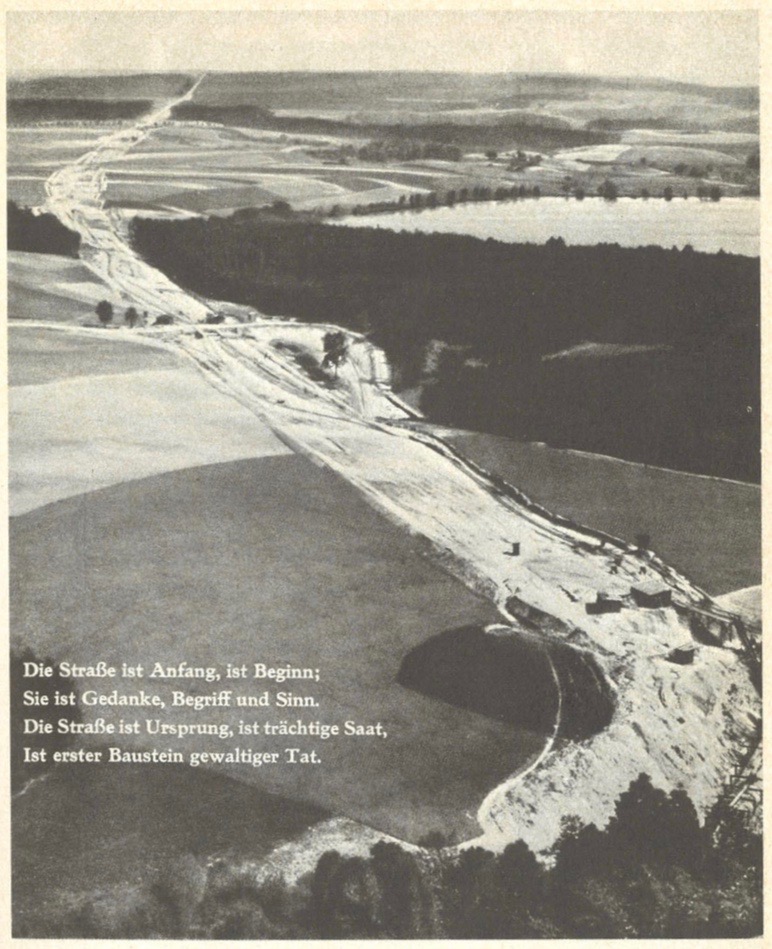 Die Straße ist Anfang, ist Beginn;
Sie ist Gedanke, Begriff und Sinn.
Die Straße ist Ursprung, ist trächtige Saat,
Ist erster Baustein gewaltiger Tat.